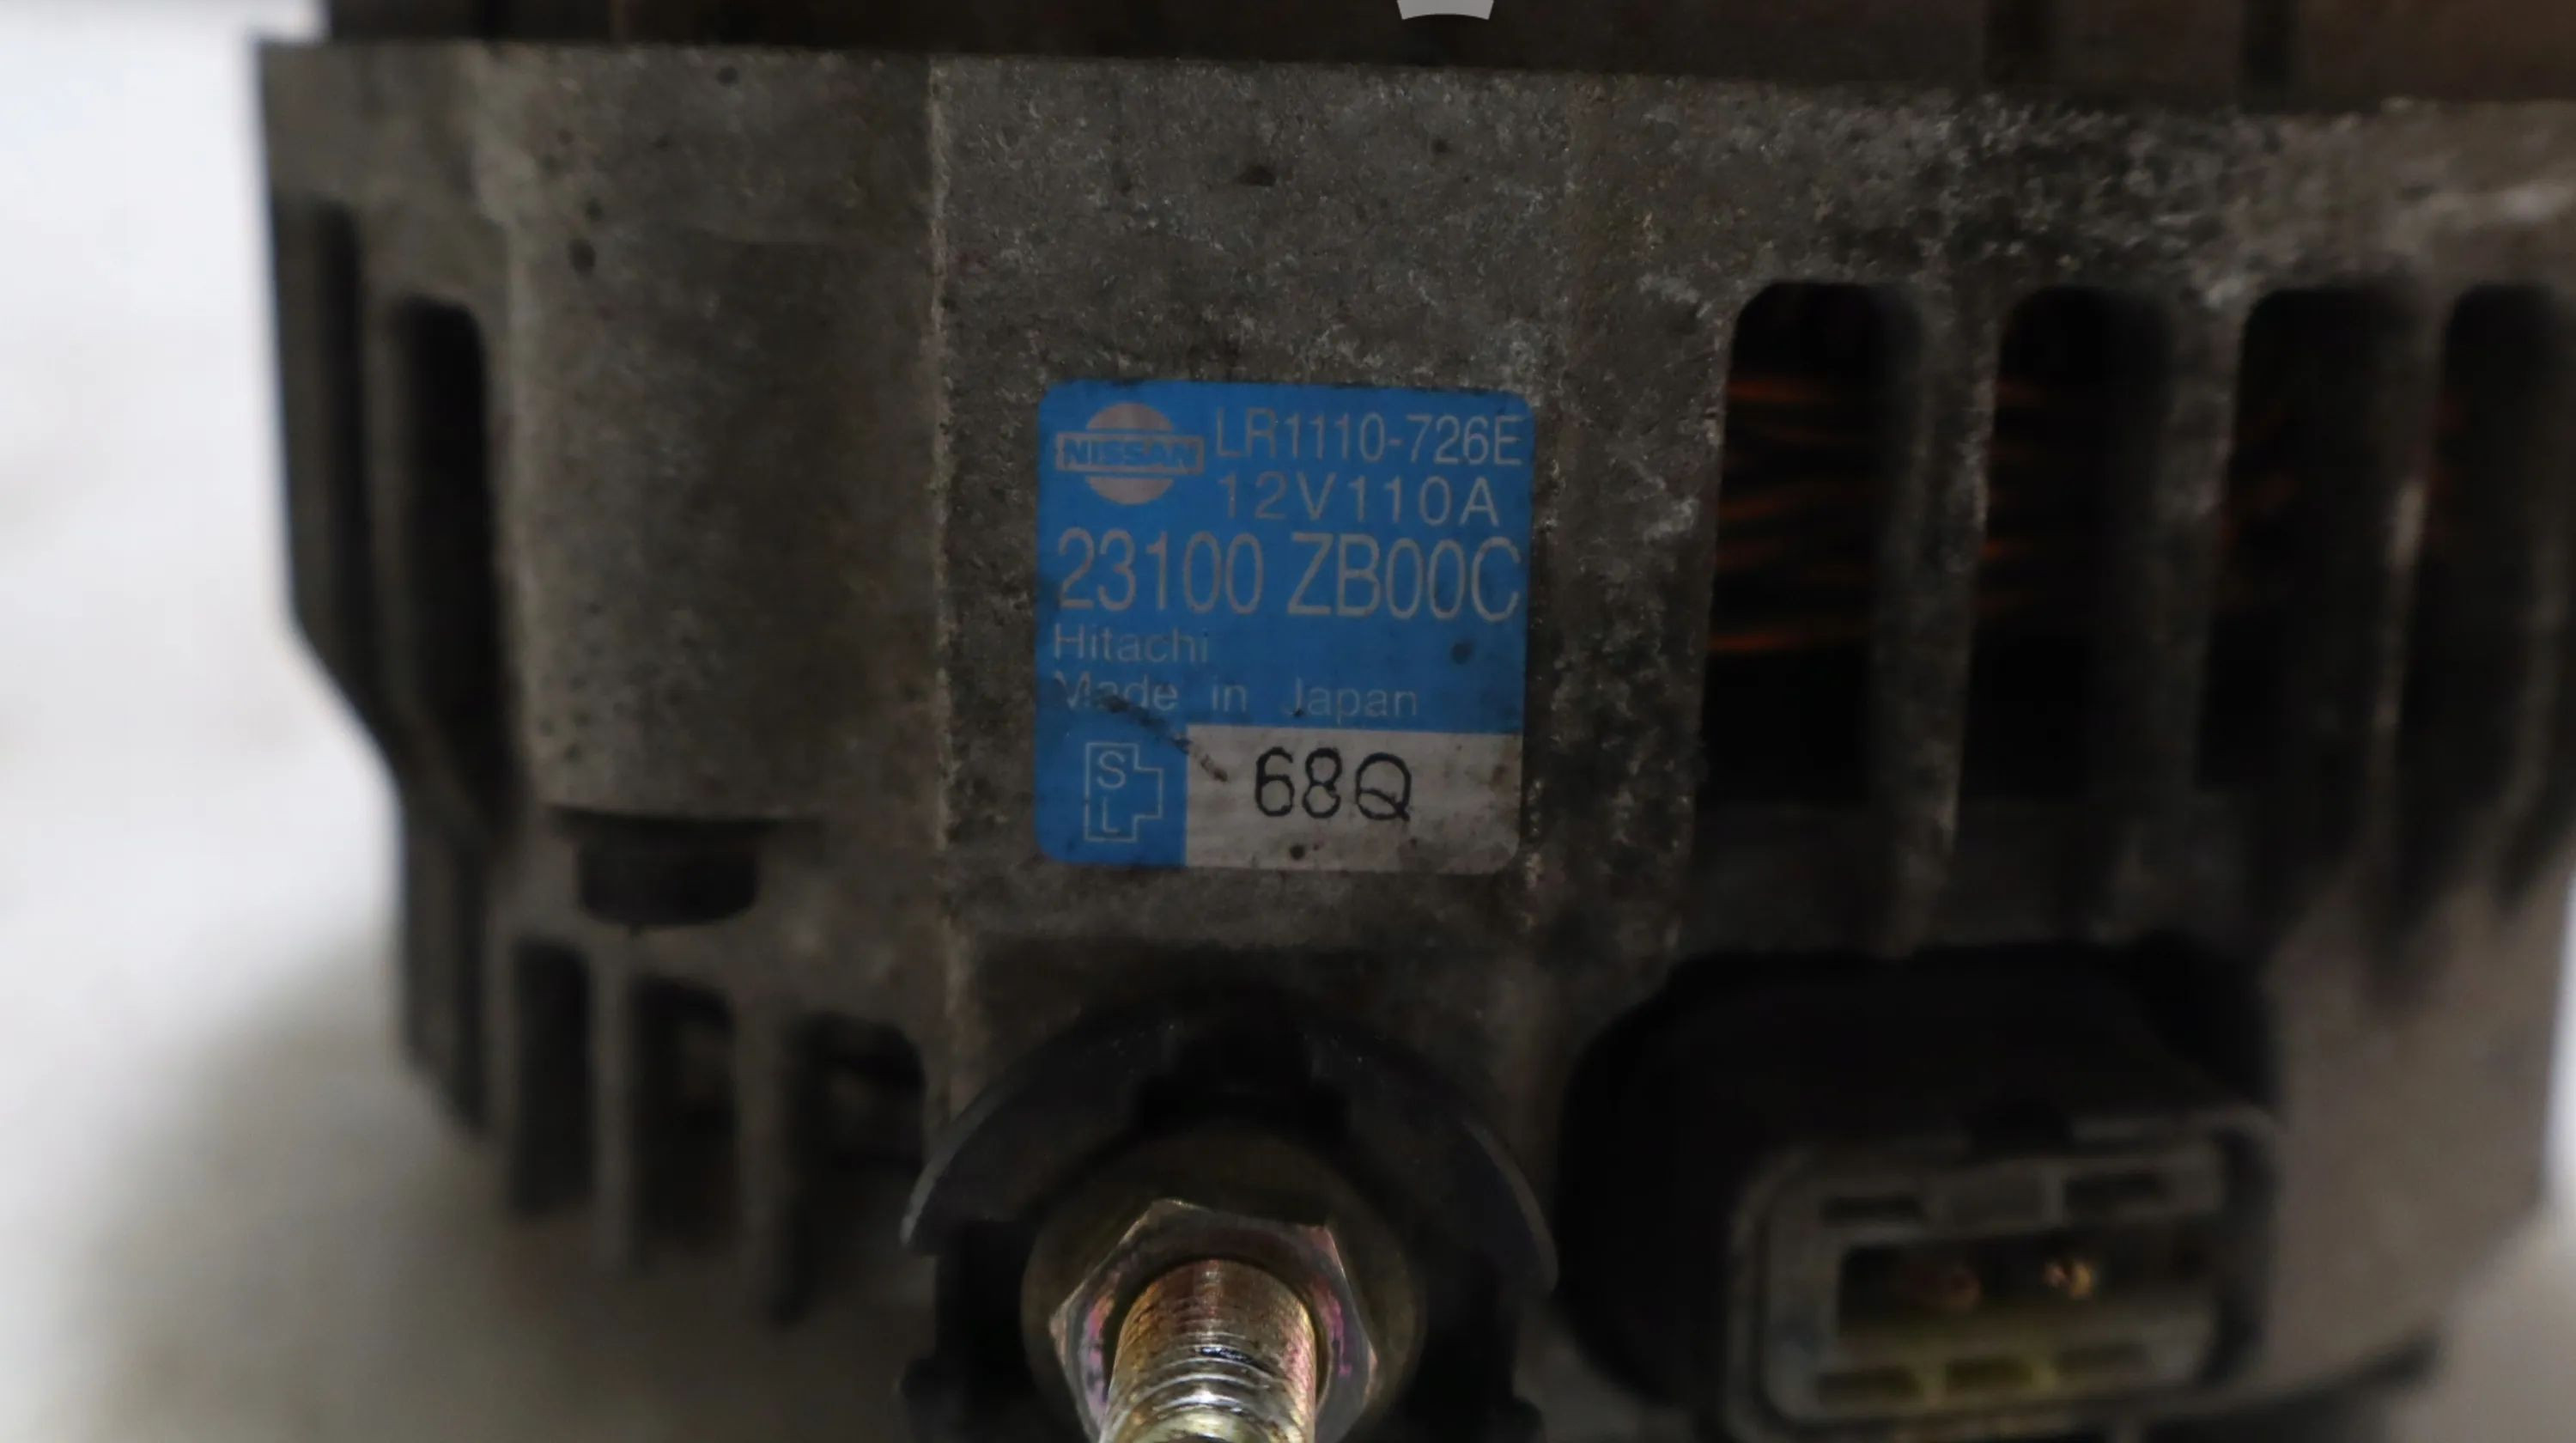 NISSAN LR1110-726E
12V110A
23100 ZB00C
Hitachi
Made in Japan
S
L
68Q